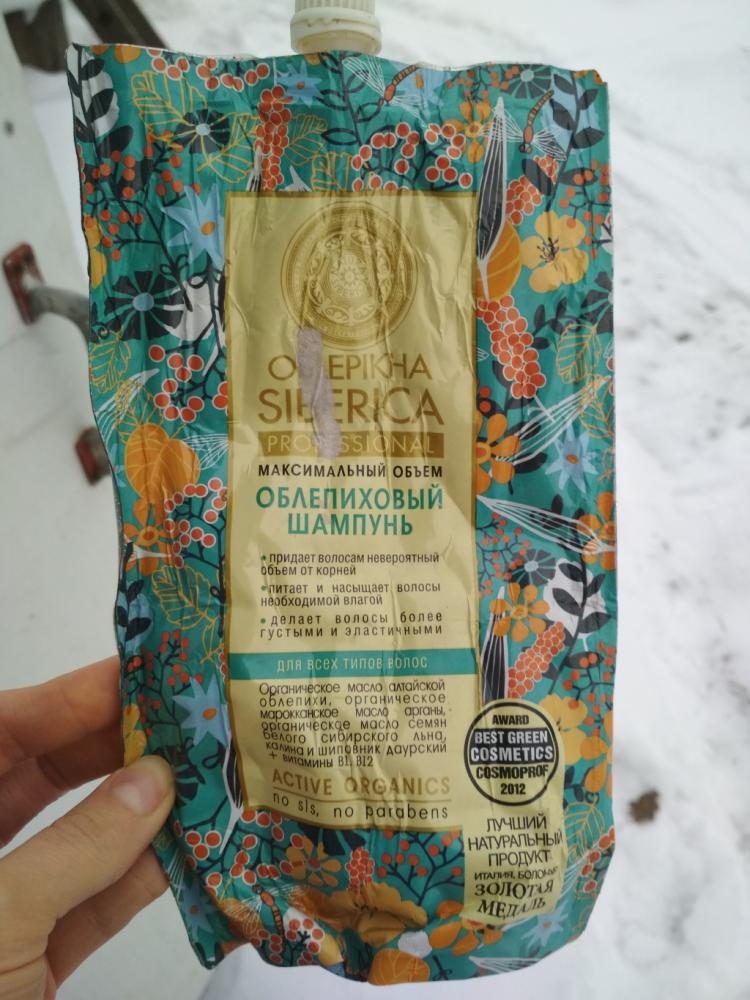 SIBERICA
МАКСИМАЛЬНЫЙ ОБЪЕМ
ОБЛЕПИХОВЫЙ
ШАМПУНЬ
• придает волосам невероятный
объем от корней
• питает и насыщает волосы
необходимой влагой
• делает волосы более
густыми и эластичными
ДЛЯ ВСЕХ ТИПОВ ВОЛОС
Органическое масло алтайской
облепихи, органическое
марокканское масло арганы,
органическое масло семян
белого сибирского льна,
калина и шиповник даурский
+ витамины B1, B12
ACTIVE ORGANICS
no sls, no parabens
AWARD
BEST GREEN
COSMETICS
COSMOPROF
2012
ЛУЧШИЙ
НАТУРАЛЬНЫЙ
ПРОДУКТ
ИТАЛИЯ, БОЛОНЬЯ
ЗОЛОТАЯ
МЕДАЛЬ